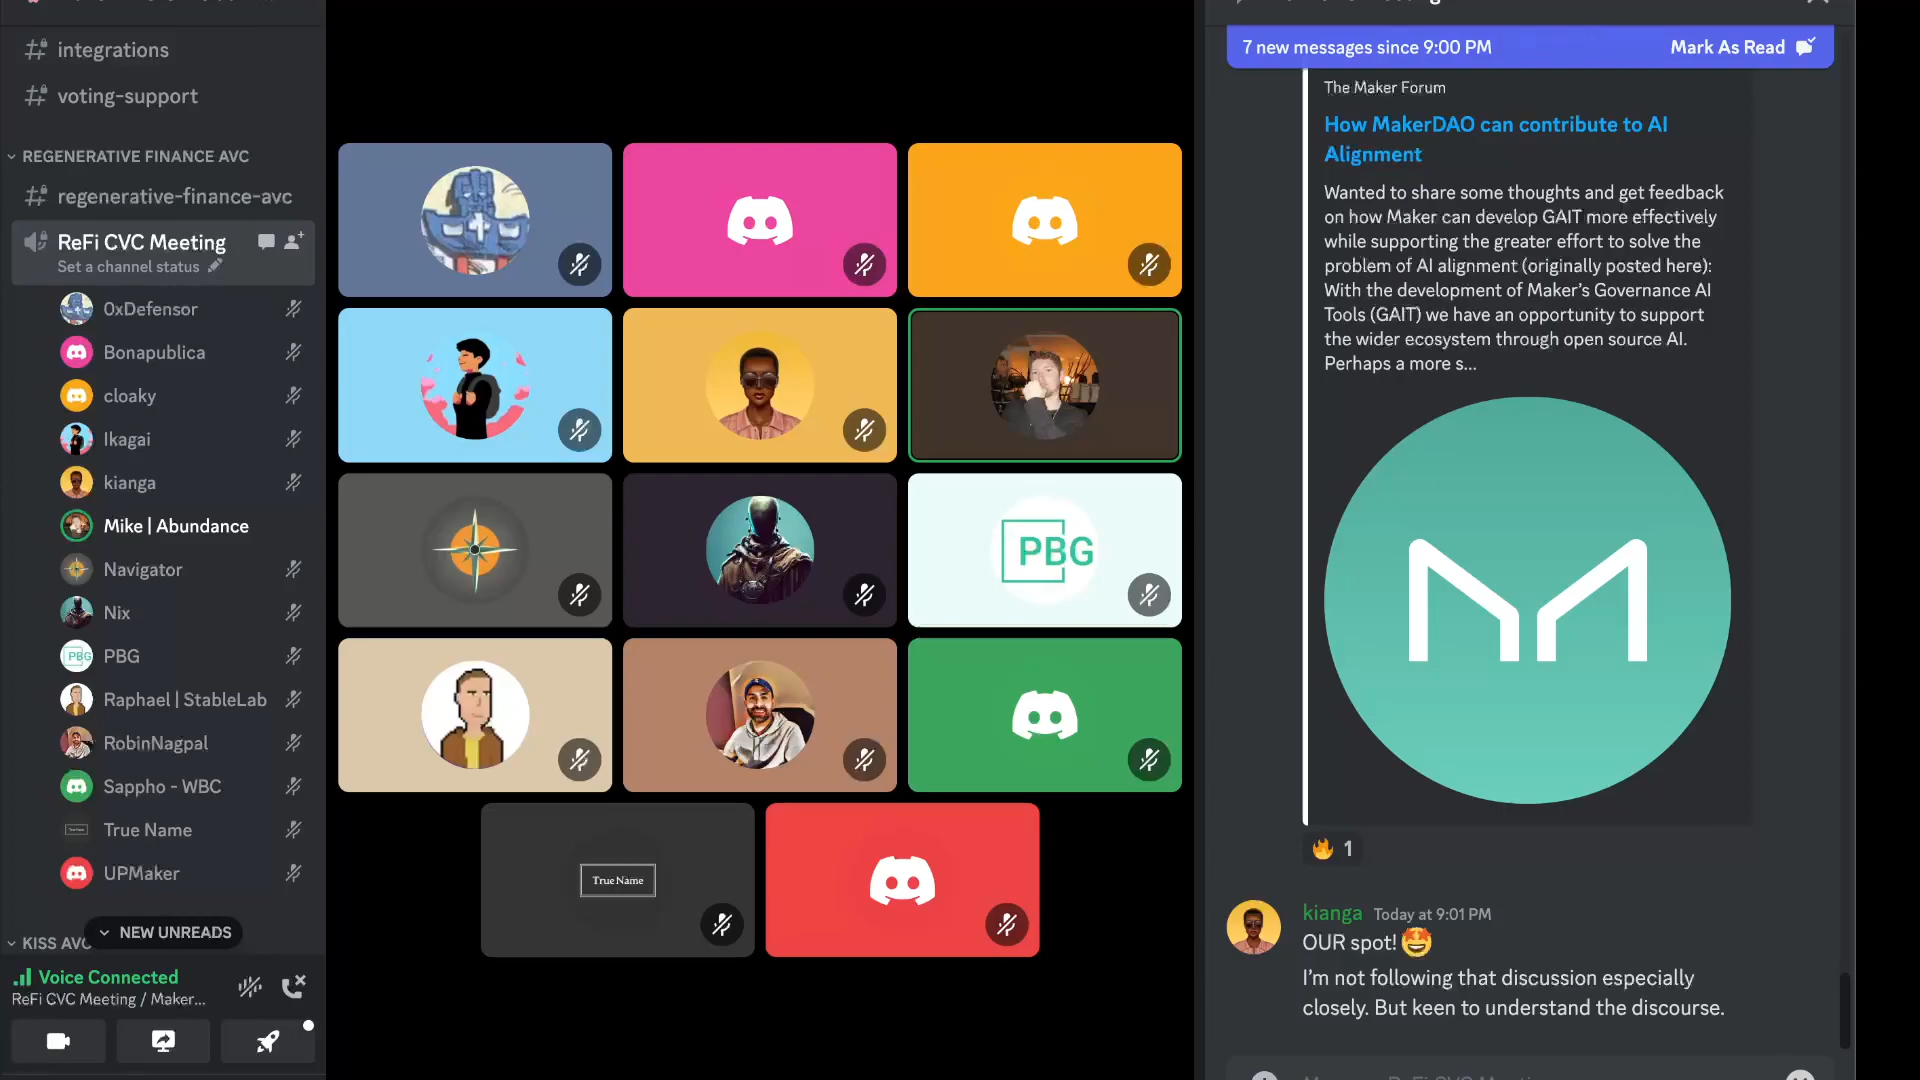 integrations
voting-support
REGENERATIVE FINANCE AVC
regenerative-finance-avc
ReFi CVC Meeting
Set a channel status
0xDefensor
Bonapublica
cloaky
Ikagai
kianga
Mike | Abundance
Navigator
Nix
PBG
Raphael | StableLab
RobinNagpal
Sappho - WBC
True Name
UPMaker
NEW UNREADS
KISS AVC
Voice Connected
ReFi CVC Meeting / Maker...
PBG
True Name
7 new messages since 9:00 PM
Mark As Read
The Maker Forum
How MakerDAO can contribute to AI
Alignment
Wanted to share some thoughts and get feedback
on how Maker can develop GAIT more effectively
while supporting the greater effort to solve the
problem of AI alignment (originally posted here):
With the development of Maker's Governance AI
Tools (GAIT) we have an opportunity to support
the wider ecosystem through open source AI.
Perhaps a more s...
1
kianga Today at 9:01 PM
OUR spot!
I'm not following that discussion especially
closely. But keen to understand the discourse.